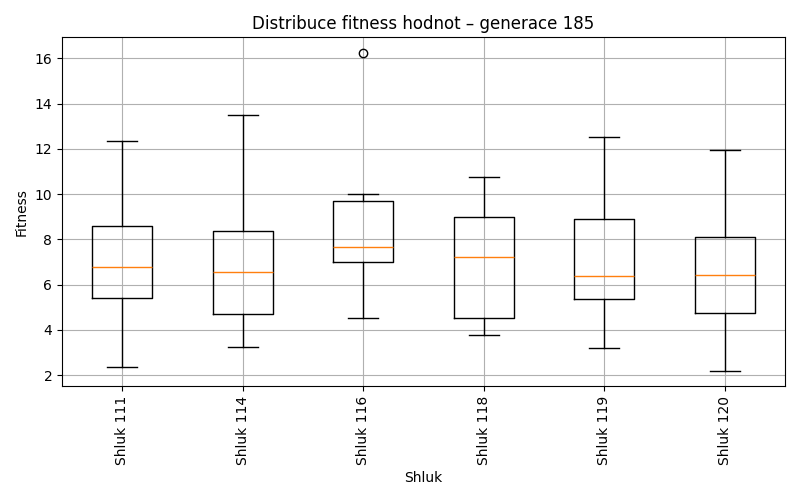 Distribuce fitness hodnot – generace 185
Fitness
16
14
12
10
8
6
4
2
Shluk 111
Shluk 114
Shluk 116
Shluk 118
Shluk 119
Shluk 120
Shluk